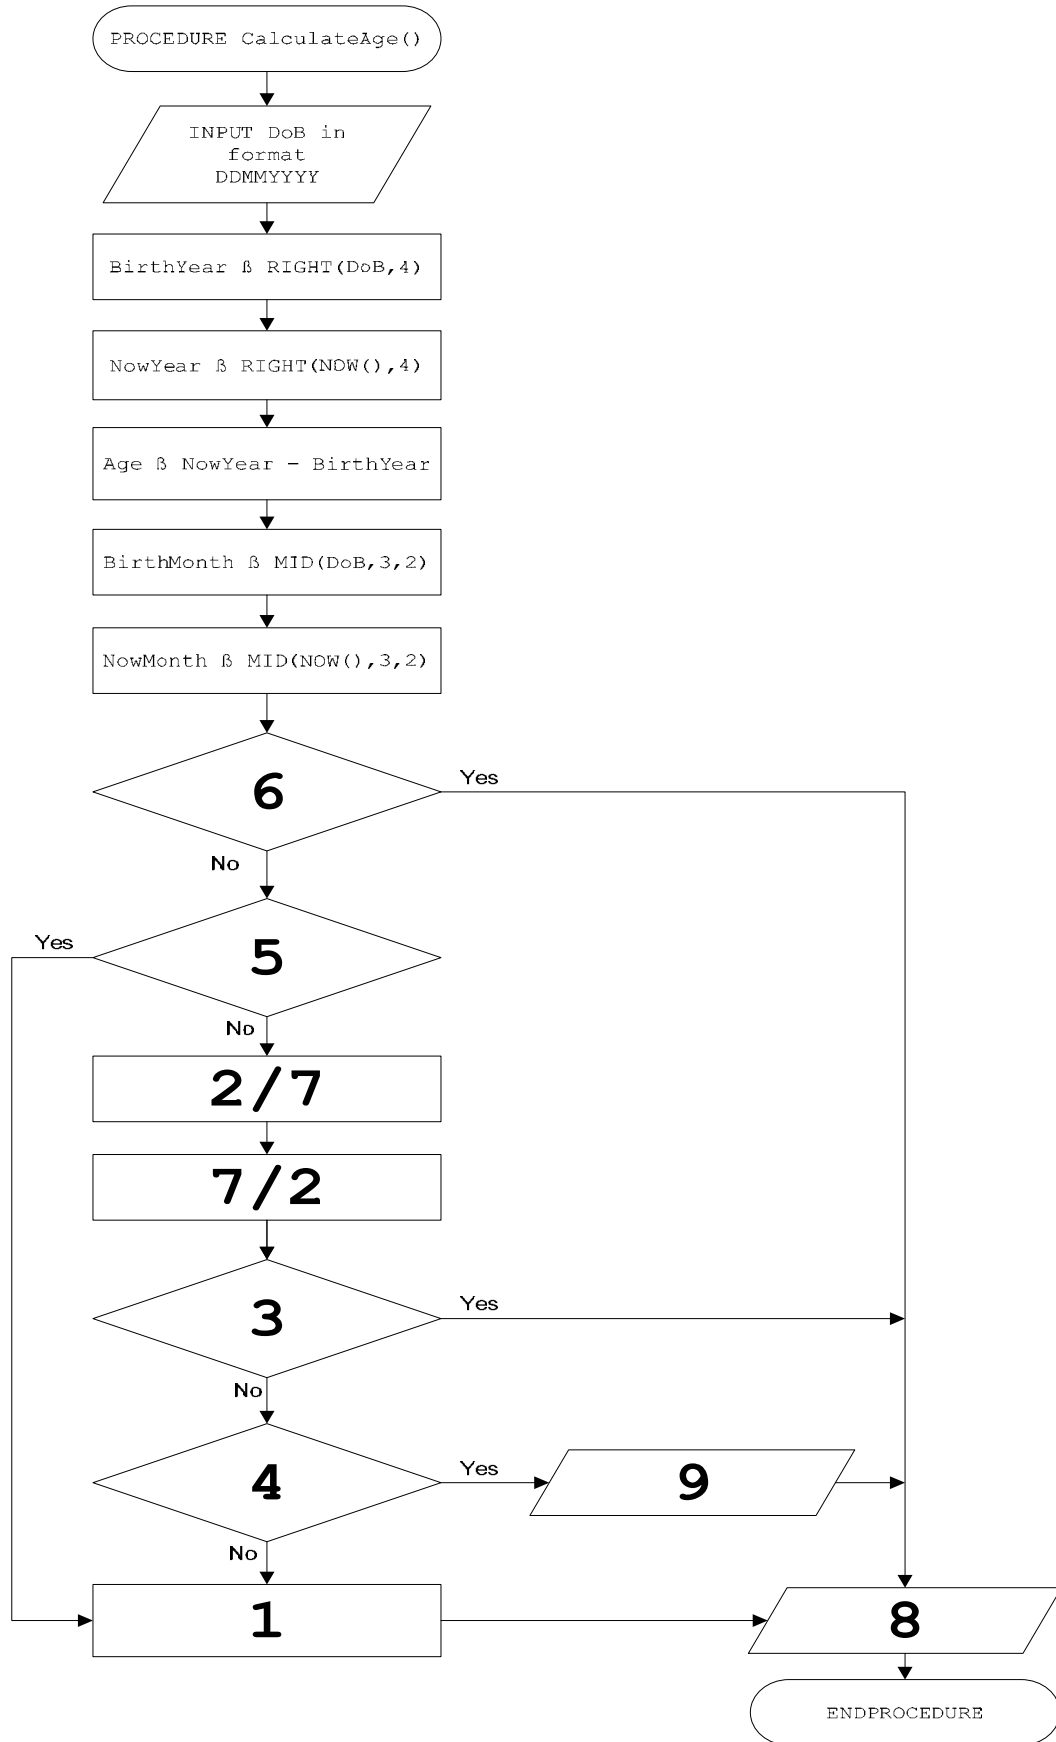 PROCEDURE CalculateAge()
INPUT DoB in
format
DDMMYYYY
BirthYear ß RIGHT(DoB,4)
NowYear ß RIGHT(NOW(),4)
Age ß NowYear - BirthYear
BirthMonth ß MID(DoB,3,2)
NowMonth ß MID(NOW(),3,2)
6
Yes
No
5
Yes
No
2/7
7/2
3
Yes
No
4
Yes
9
No
1
8
ENDPROCEDURE